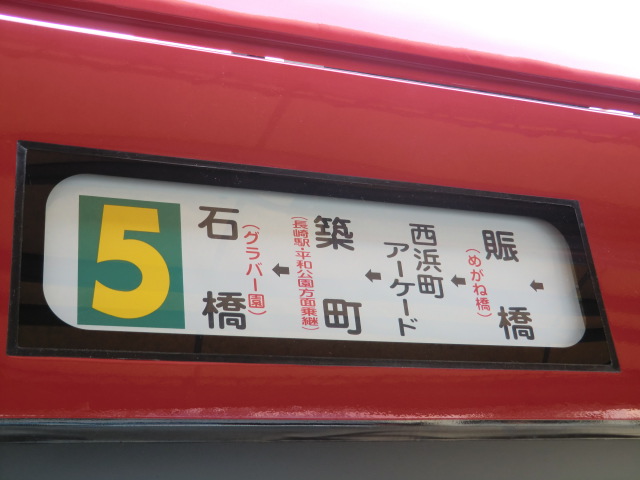 5
石橋
(グラバー園)
←
築町
(長崎駅・平和公園方面乗継)
←
西浜町
アーケード
←
賑橋
(めがね橋)
←